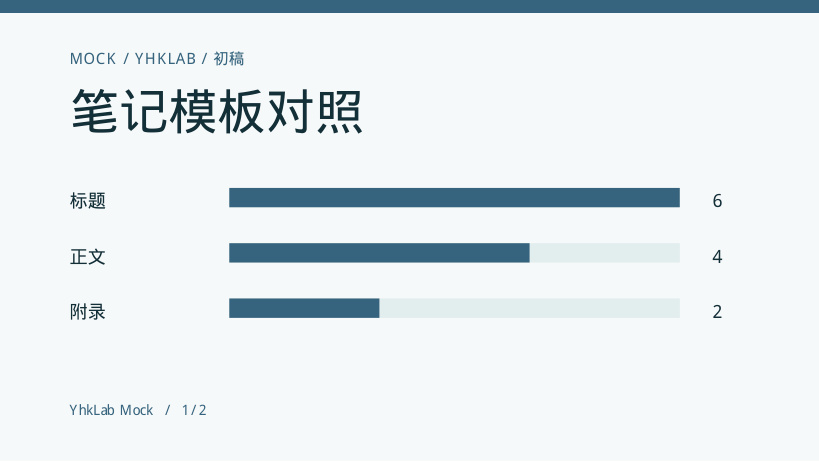 MOCK / YHKLAB / 初稿
笔记模板对照
标题 6
正文 4
附录 2
YhkLab Mock / 1/2